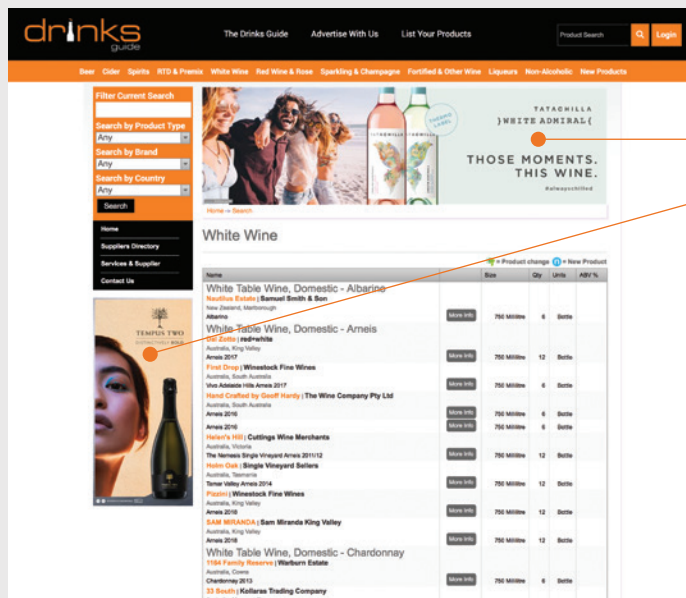 drinks
guide
The Drinks Guide
Advertise With Us
List Your Products
Product Search
Login
Beer Cider Spirits RTD & Premix White Wine Red Wine & Rose Sparkling & Champagne Fortified & Other Wine Liqueurs Non-Alcoholic New Products
Filter Current Search
Search by Product Type
Any
Search by Brand
Any
Search by Country
Any
Search
Home
Suppliers Directory
Services & Supplier
Contact Us
TEMPUS TWO
DISTINCTIVELY BOLD
TATACHILLA
TATACHILLA
THERMO
LABEL
TATACHILLA
}WHITE ADMIRAL{
THOSE MOMENTS.
THIS WINE.
#alwayschilled
Home -> Search
White Wine
= Product change n = New Product
Name Size Qty Units ABV %
White Table Wine, Domestic - Albarino
Nautilus Estate | Samuel Smith & Son
New Zealand, Marlborough
Albarino More Info 750 Millilitre 6 Bottle
White Table Wine, Domestic - Arneis
Dal Zotto | red+white
Australia, King Valley
Arneis 2017 More Info 750 Millilitre 12 Bottle
First Drop | Winestock Fine Wines
Australia, South Australia
Vivo Adelaide Hills Arneis 2017 More Info 750 Millilitre 6 Bottle
Hand Crafted by Geoff Hardy | The Wine Company Pty Ltd
Australia, South Australia
Arneis 2016 More Info 750 Millilitre 6 Bottle
Arneis 2016 More Info 750 Millilitre 6 Bottle
Helen's Hill | Cuttings Wine Merchants
Australia, Victoria
The Nemesis Single Vineyard Arneis 2011/12 More Info 750 Millilitre 12 Bottle
Holm Oak | Single Vineyard Sellers
Australia, Tasmania
Tamar Valley Arneis 2014 More Info 750 Millilitre 12 Bottle
Pizzini | Winestock Fine Wines
Australia, King Valley
Arneis 2018 More Info 750 Millilitre 12 Bottle
SAM MIRANDA | Sam Miranda King Valley
Australia, King Valley
Arneis 2018 More Info 750 Millilitre 12 Bottle
White Table Wine, Domestic - Chardonnay
1164 Family Reserve | Warburn Estate
Australia, Cowra
Chardonnay 2013 More Info 750 Millilitre 6 Bottle
33 South | Kollaras Trading Company